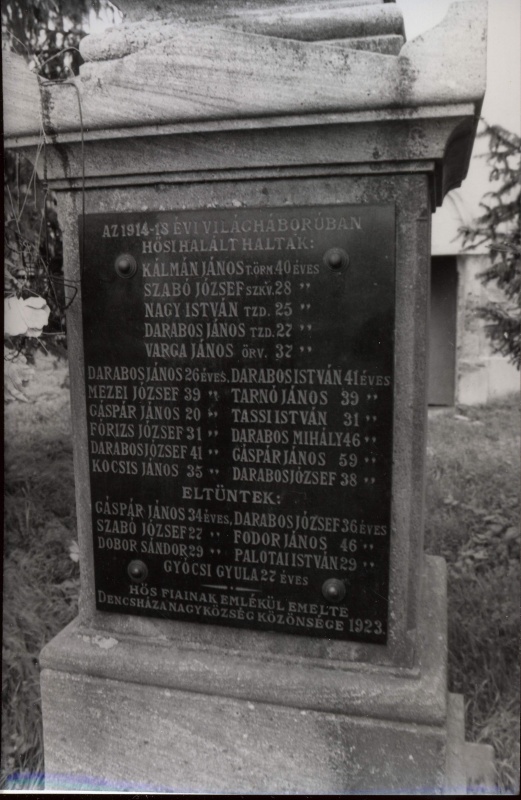 AZ 1914-18 ÉVI VILÁGHÁBORÚBAN
HŐSI HALÁLT HALTAK:
KÁLMÁN JÁNOS T.ŐRM. 40 ÉVES
SZABÓ JÓZSEF SZKV. 28 "
NAGY ISTVÁN TZD. 25 "
DARABOS JÁNOS TZD. 27 "
VARGA JÁNOS ŐRV. 37 "
DARABOS JÁNOS 26 ÉVES. DARABOS ISTVÁN 41 ÉVES
MEZEI JÓZSEF 39 " TARNÓ JÁNOS 39 "
GÁSPÁR JÁNOS 20 " TASSI ISTVÁN 31 "
FÓRIZS JÓZSEF 31 " DARABOS MIHÁLY 46 "
DARABOS JÓZSEF 41 " GÁSPÁR JÁNOS 59 "
KOCSIS JÁNOS 35 " DARABOS JÓZSEF 38 "
ELTŰNTEK:
GÁSPÁR JÁNOS 34 ÉVES, DARABOS JÓZSEF 36 ÉVES
SZABÓ JÓZSEF 27 " FODOR JÁNOS 46 "
DOBOR SÁNDOR 29 " PALOTAI ISTVÁN 29 "
GYÓCSI GYULA 27 ÉVES
HŐS FIAINAK EMLÉKÜL EMELTE
DENCSHÁZA NAGYKÖZSÉG KÖZÖNSÉGE 1923.